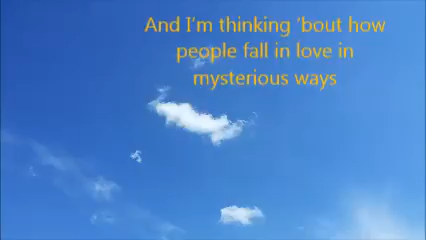 And I’m thinking ’bout how
people fall in love in
mysterious ways